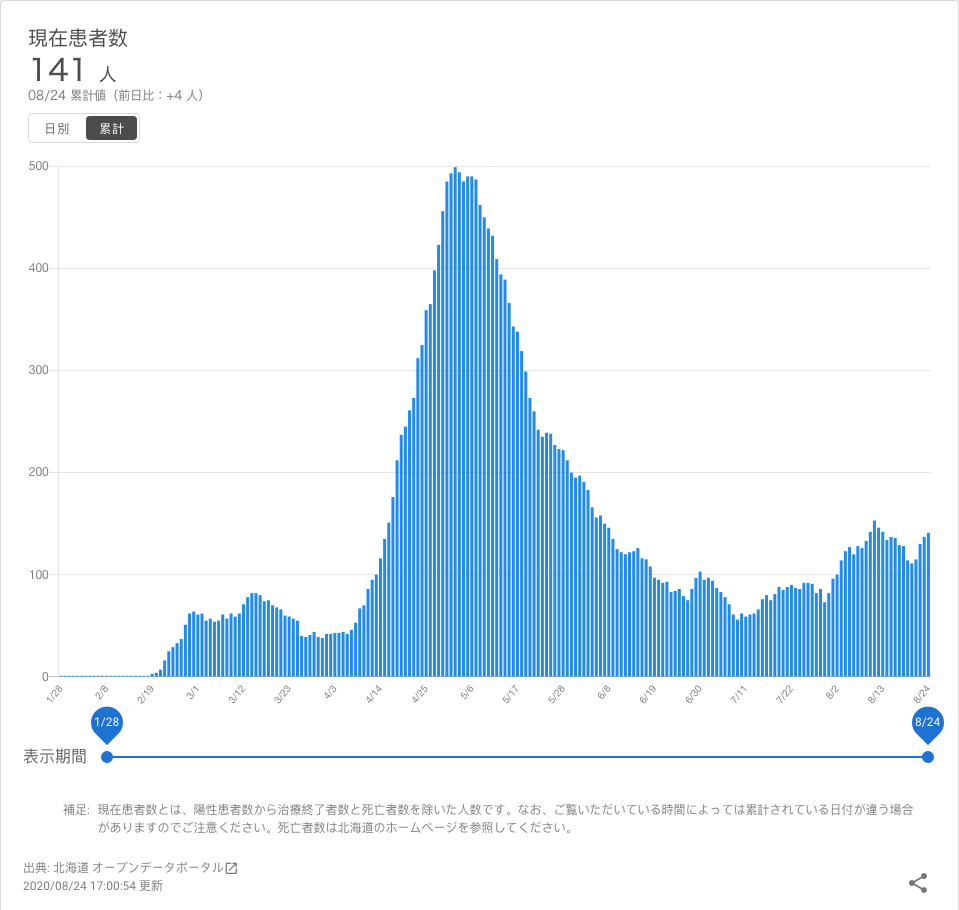 現在患者数
141 人
08/24 累計値（前日比：+4 人）
日別 累計
500
400
300
200
100
0
1/28 2/8 2/19 3/1 3/12 3/23 4/3 4/14 4/25 5/6 5/17 5/28 6/8 6/19 6/30 7/11 7/22 8/2 8/13 8/24
1/28 8/24
表示期間
補足: 現在患者数とは、陽性患者数から治療終了者数と死亡者数を除いた人数です。なお、ご覧いただいている時間によっては累計されている日付が違う場合
がありますのでご注意ください。死亡者数は北海道のホームページを参照してください。
出典: 北海道 オープンデータポータル
2020/08/24 17:00:54 更新